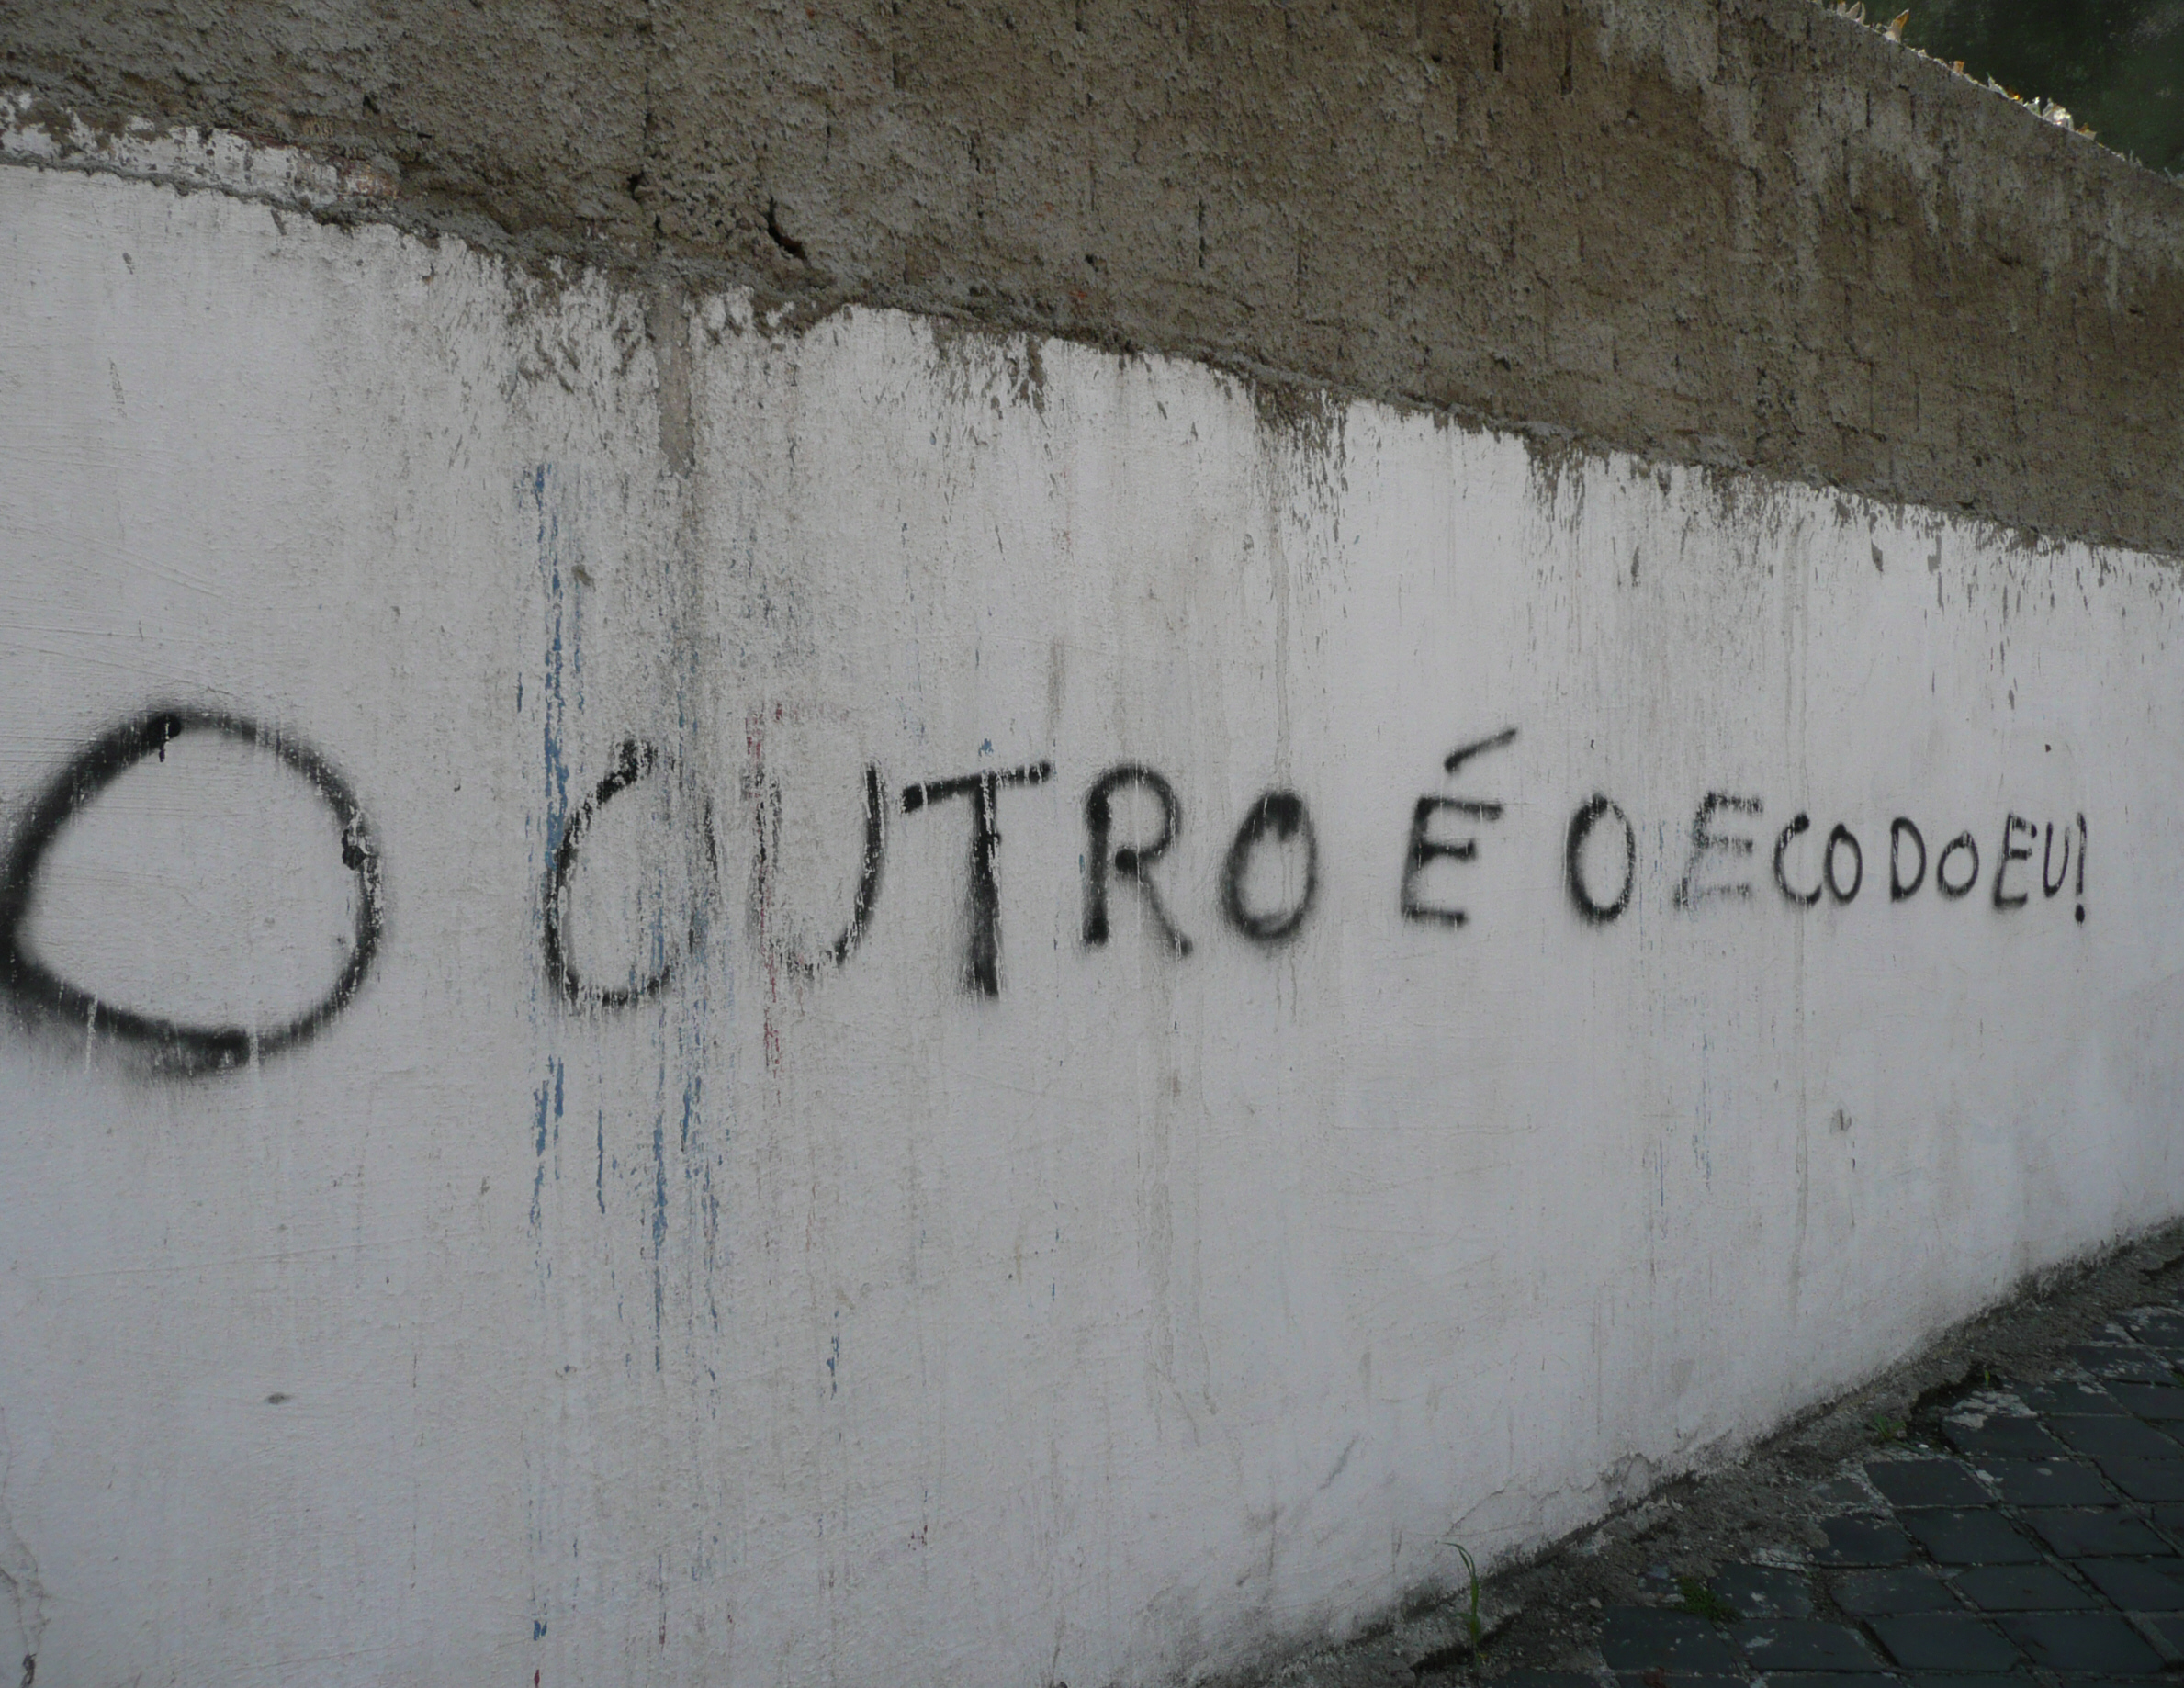 O OUTRO É O ECO DO EU!